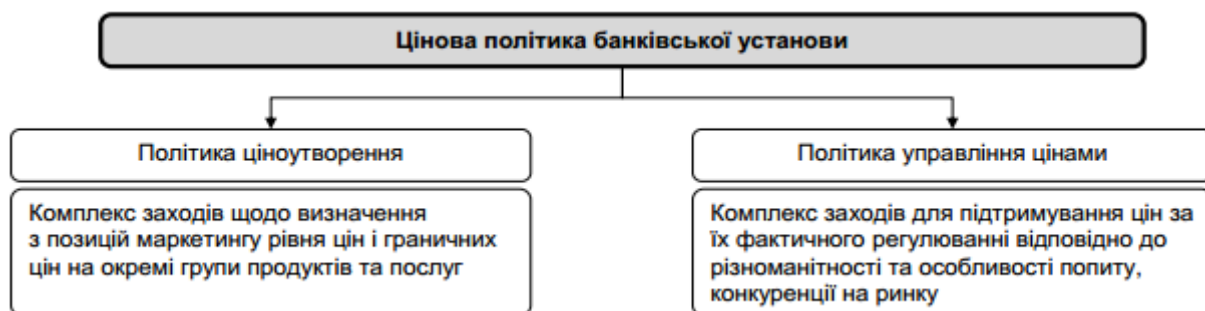 Цінова політика банківської установи
Політика ціноутворення
Політика управління цінами
Комплекс заходів щодо визначення
з позицій маркетингу рівня цін і граничних
цін на окремі групи продуктів та послуг
Комплекс заходів для підтримування цін за
їх фактичного регулюванні відповідно до
різноманітності та особливості попиту,
конкуренції на ринку